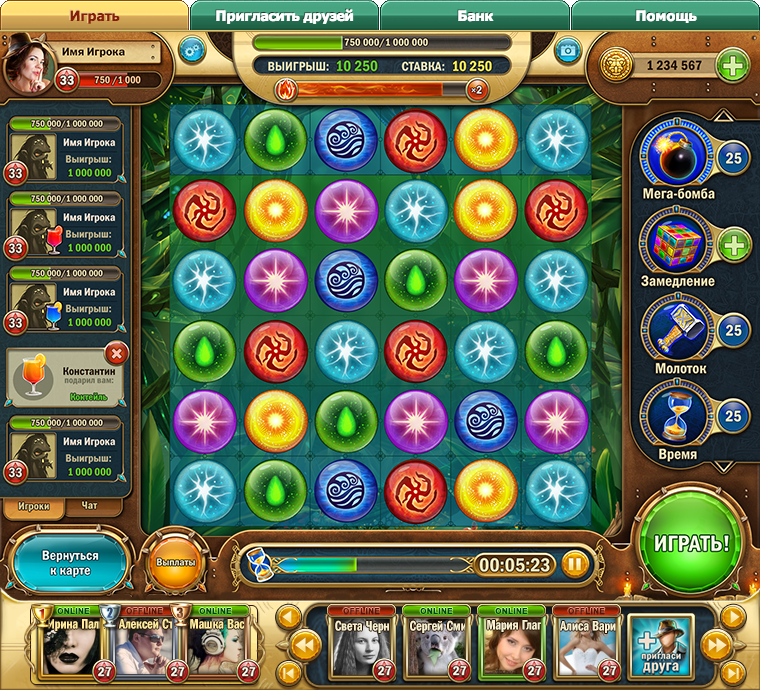 Играть
Пригласить друзей
Банк
Помощь
Имя Игрока
33
750 /1 000
750 000/1 000 000
ВЫИГРЫШ: 10 250 СТАВКА: 10 250
×2
1 234 567
750 000/1 000 000
Имя Игрока
Выигрыш:
33
1 000 000
750 000/1 000 000
Имя Игрока
Выигрыш:
33
1 000 000
750 000/1 000 000
Имя Игрока
Выигрыш:
33
1 000 000
Константин
подарил вам:
Коктейль
750 000/1 000 000
Имя Игрока
Выигрыш:
33
1 000 000
Игроки
Чат
25
Мега-бомба
Замедление
25
Молоток
25
Время
ИГРАТЬ!
Вернуться
к карте
Выплаты
00:05:23
1
ONLINE
Ирина Пал
27
2
OFFLINE
Алексей Ст
27
3
ONLINE
Машка Вас
27
OFFLINE
Света Черн
27
ONLINE
Сергей Сми
27
ONLINE
Мария Глаг
27
OFFLINE
Алиса Вари
27
пригласи
друга